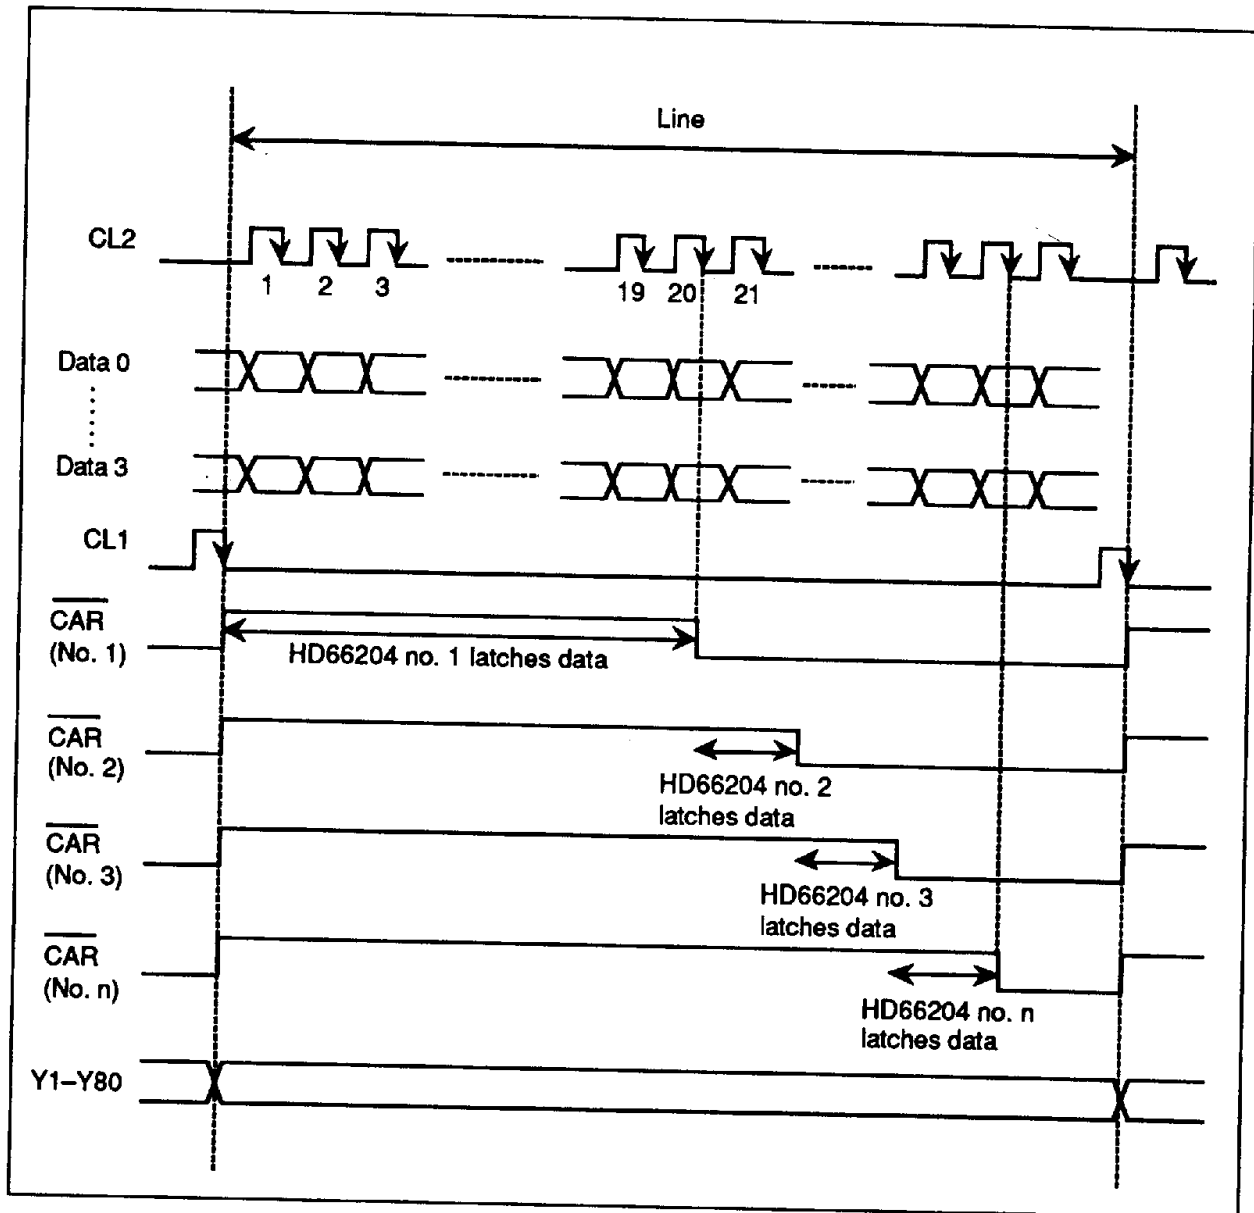 Line
CL2
1 2 3 19 20 21
Data 0
Data 3
CL1
CAR
(No. 1)
HD66204 no. 1 latches data
CAR
(No. 2)
HD66204 no. 2
latches data
CAR
(No. 3)
HD66204 no. 3
latches data
CAR
(No. n)
HD66204 no. n
latches data
Y1–Y80